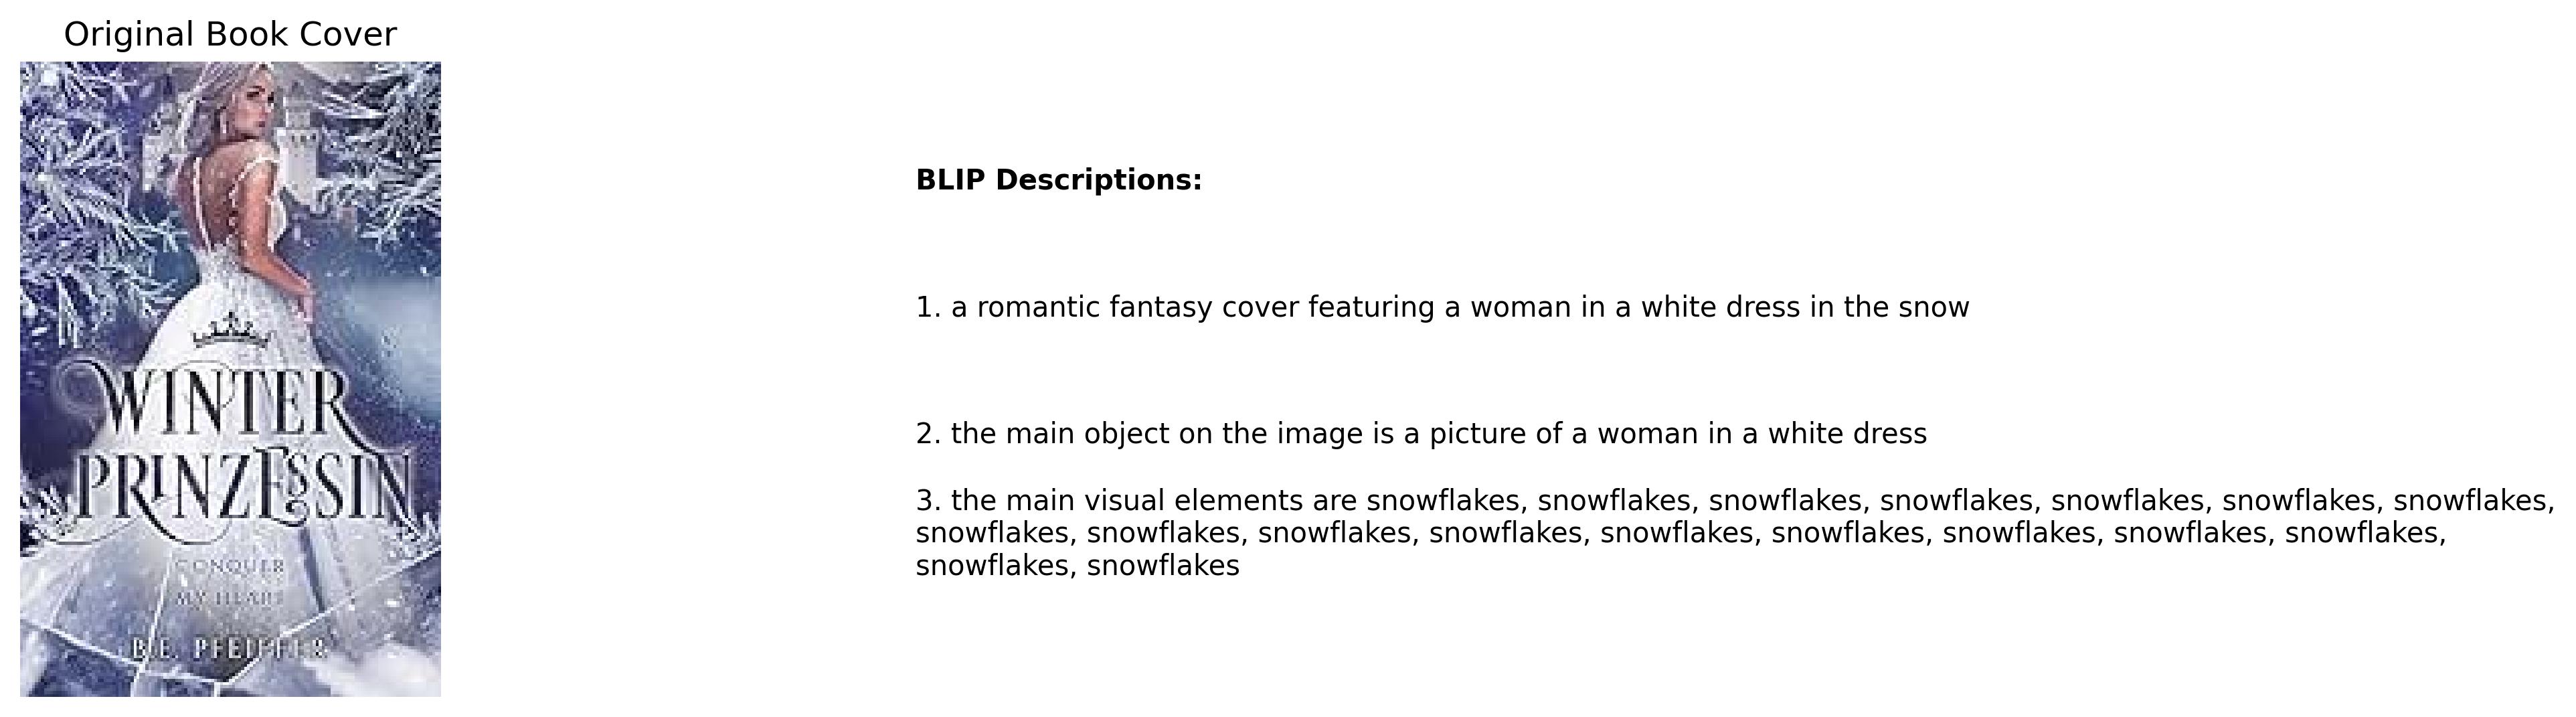 Original Book Cover
WINTER
PRINZESSIN
CONQUER
MY HEART
B.E. PFEIFFER
BLIP Descriptions:
1. a romantic fantasy cover featuring a woman in a white dress in the snow
2. the main object on the image is a picture of a woman in a white dress
3. the main visual elements are snowflakes, snowflakes, snowflakes, snowflakes, snowflakes, snowflakes, snowflakes,
snowflakes, snowflakes, snowflakes, snowflakes, snowflakes, snowflakes, snowflakes, snowflakes, snowflakes,
snowflakes, snowflakes